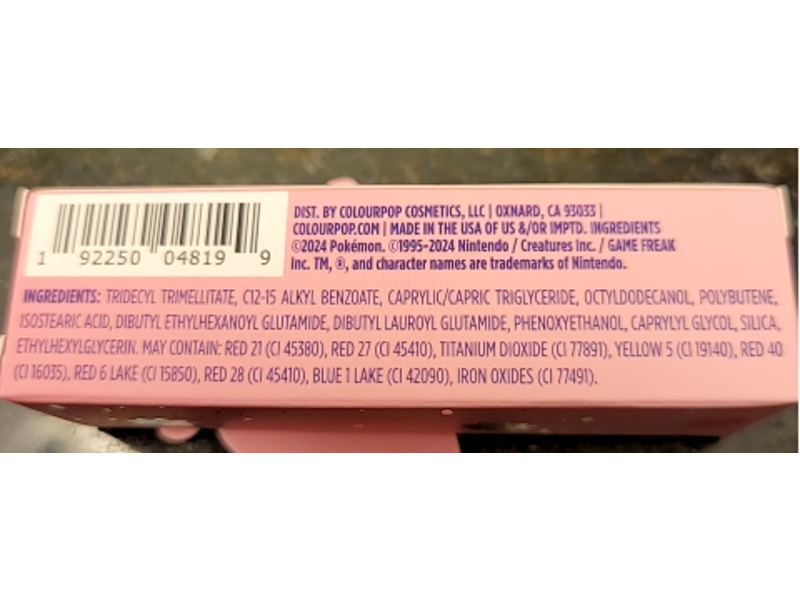 DIST. BY COLOURPOP COSMETICS, LLC | OXNARD, CA 93033 |
COLOURPOP.COM | MADE IN THE USA OF US &/OR IMPTD. INGREDIENTS
©2024 Pokémon. ©1995-2024 Nintendo / Creatures Inc. / GAME FREAK
Inc. TM, ®, and character names are trademarks of Nintendo.
1 92250 04819 9
INGREDIENTS: TRIDECYL TRIMELLITATE, C12-15 ALKYL BENZOATE, CAPRYLIC/CAPRIC TRIGLYCERIDE, OCTYLDODECANOL, POLYBUTENE,
ISOSTEARIC ACID, DIBUTYL ETHYLHEXANOYL GLUTAMIDE, DIBUTYL LAUROYL GLUTAMIDE, PHENOXYETHANOL, CAPRYLYL GLYCOL, SILICA,
ETHYLHEXYLGLYCERIN. MAY CONTAIN: RED 21 (CI 45380), RED 27 (CI 45410), TITANIUM DIOXIDE (CI 77891), YELLOW 5 (CI 19140), RED 40
(CI 16035), RED 6 LAKE (CI 15850), RED 28 (CI 45410), BLUE 1 LAKE (CI 42090), IRON OXIDES (CI 77491).